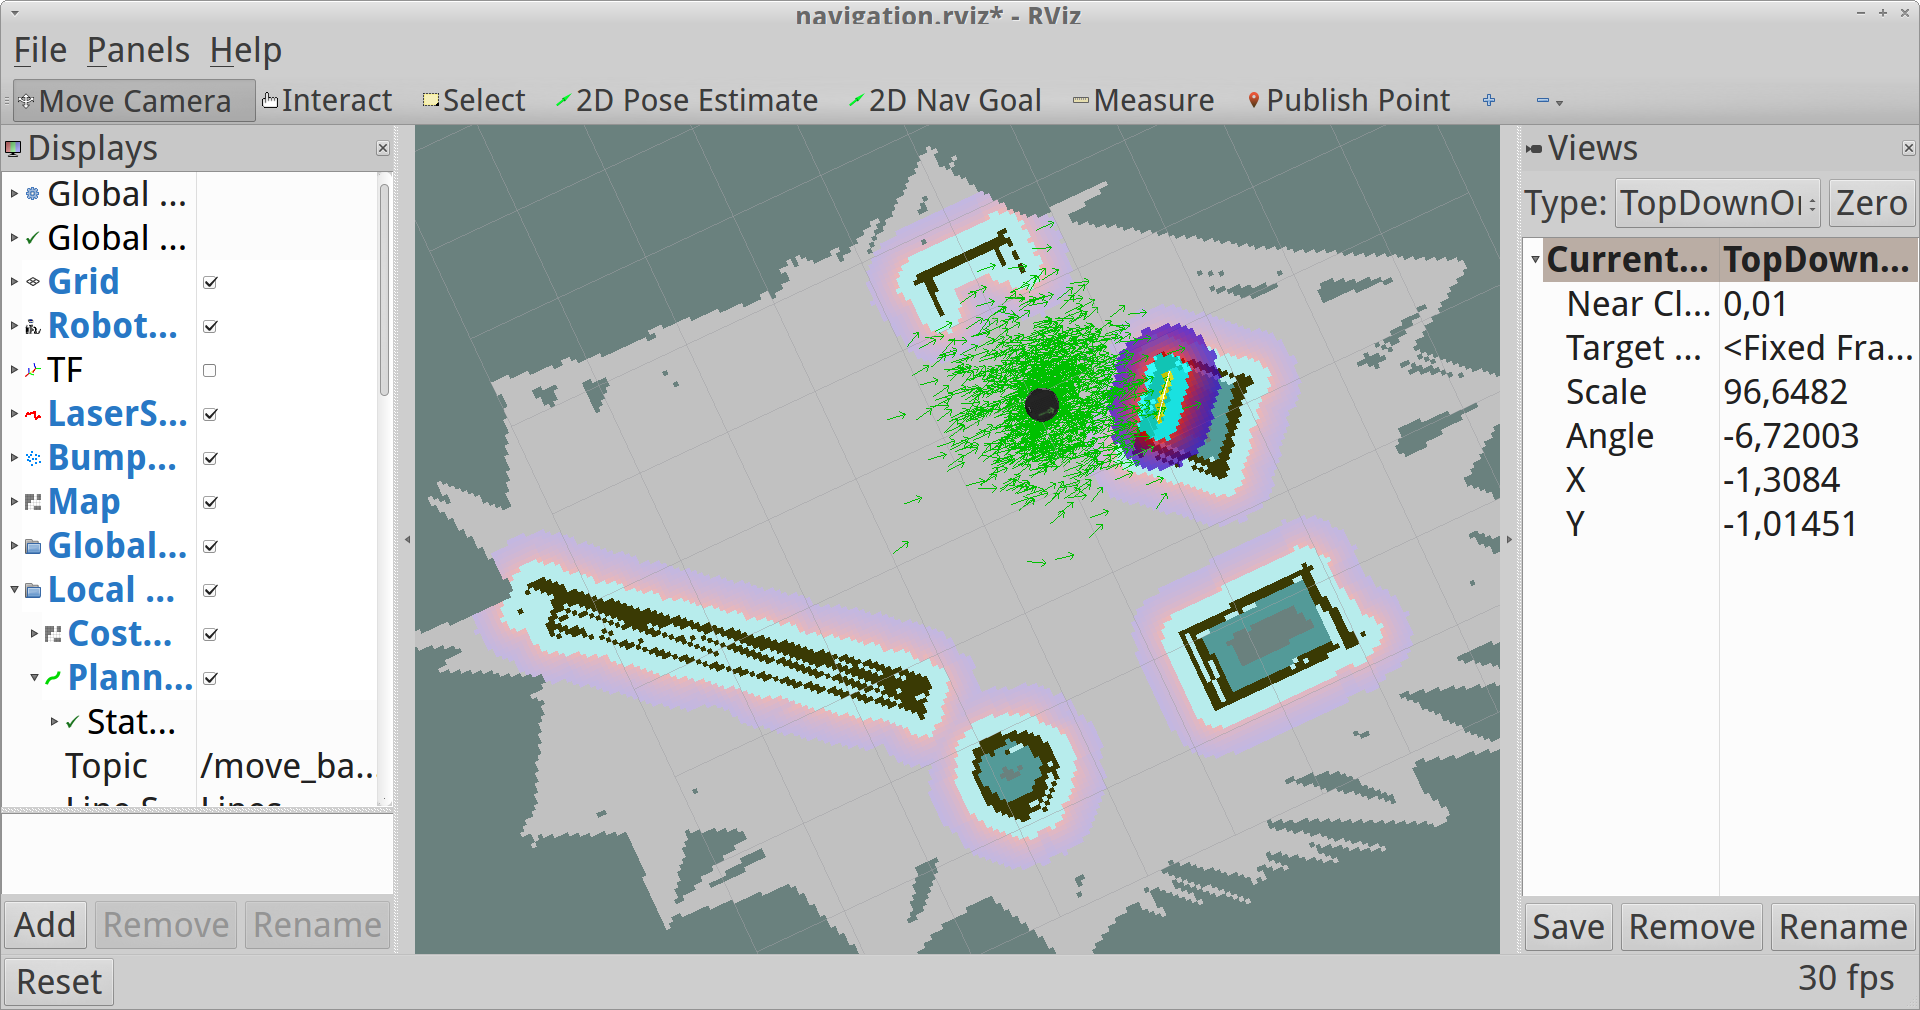 navigation.rviz* - RViz
File Panels Help
Move Camera Interact Select 2D Pose Estimate 2D Nav Goal Measure Publish Point
Displays
Global ...
Global ...
Grid
Robot...
TF
LaserS...
Bump...
Map
Global...
Local ...
Cost...
Plann...
Stat...
Topic /move_ba...
Line S... Lines
Add Remove Rename
Reset
Views
Type: TopDownOr Zero
Current... TopDown...
Near Cl... 0,01
Target ... <Fixed Fra...
Scale 96,6482
Angle -6,72003
X -1,3084
Y -1,01451
Save Remove Rename
30 fps